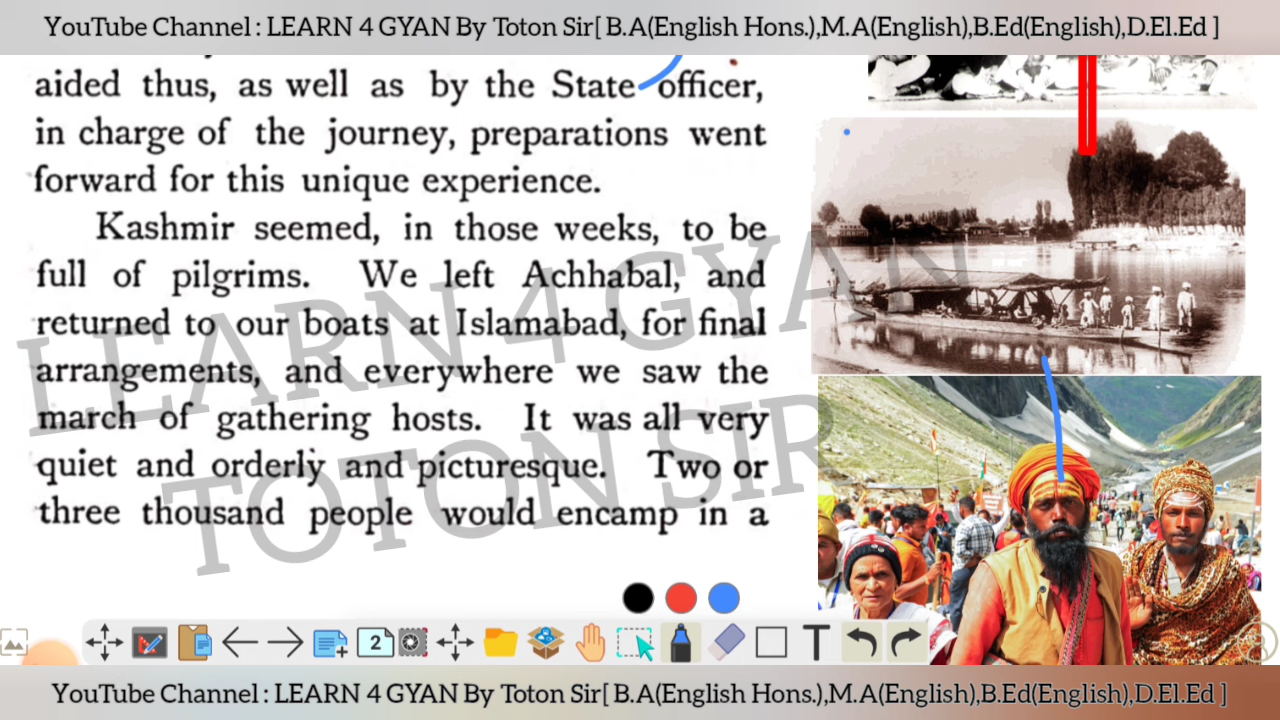 YouTube Channel : LEARN 4 GYAN By Toton Sir[ B.A(English Hons.),M.A(English),B.Ed(English),D.El.Ed ]
aided thus, as well as by the State officer,
in charge of the journey, preparations went
forward for this unique experience.
Kashmir seemed, in those weeks, to be
full of pilgrims. We left Achhabal, and
returned to our boats at Islamabad, for final
arrangements, and everywhere we saw the
march of gathering hosts. It was all very
quiet and orderly and picturesque. Two or
three thousand people would encamp in a
LEARN 4 GYAN
TOTON SIR
2
T
YouTube Channel : LEARN 4 GYAN By Toton Sir[ B.A(English Hons.),M.A(English),B.Ed(English),D.El.Ed ]